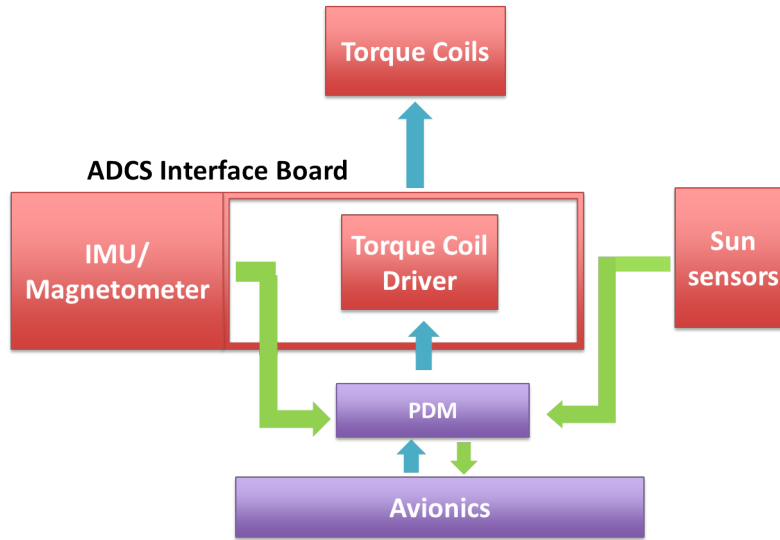 Torque Coils
ADCS Interface Board
IMU/
Magnetometer
Torque Coil
Driver
Sun
sensors
PDM
Avionics